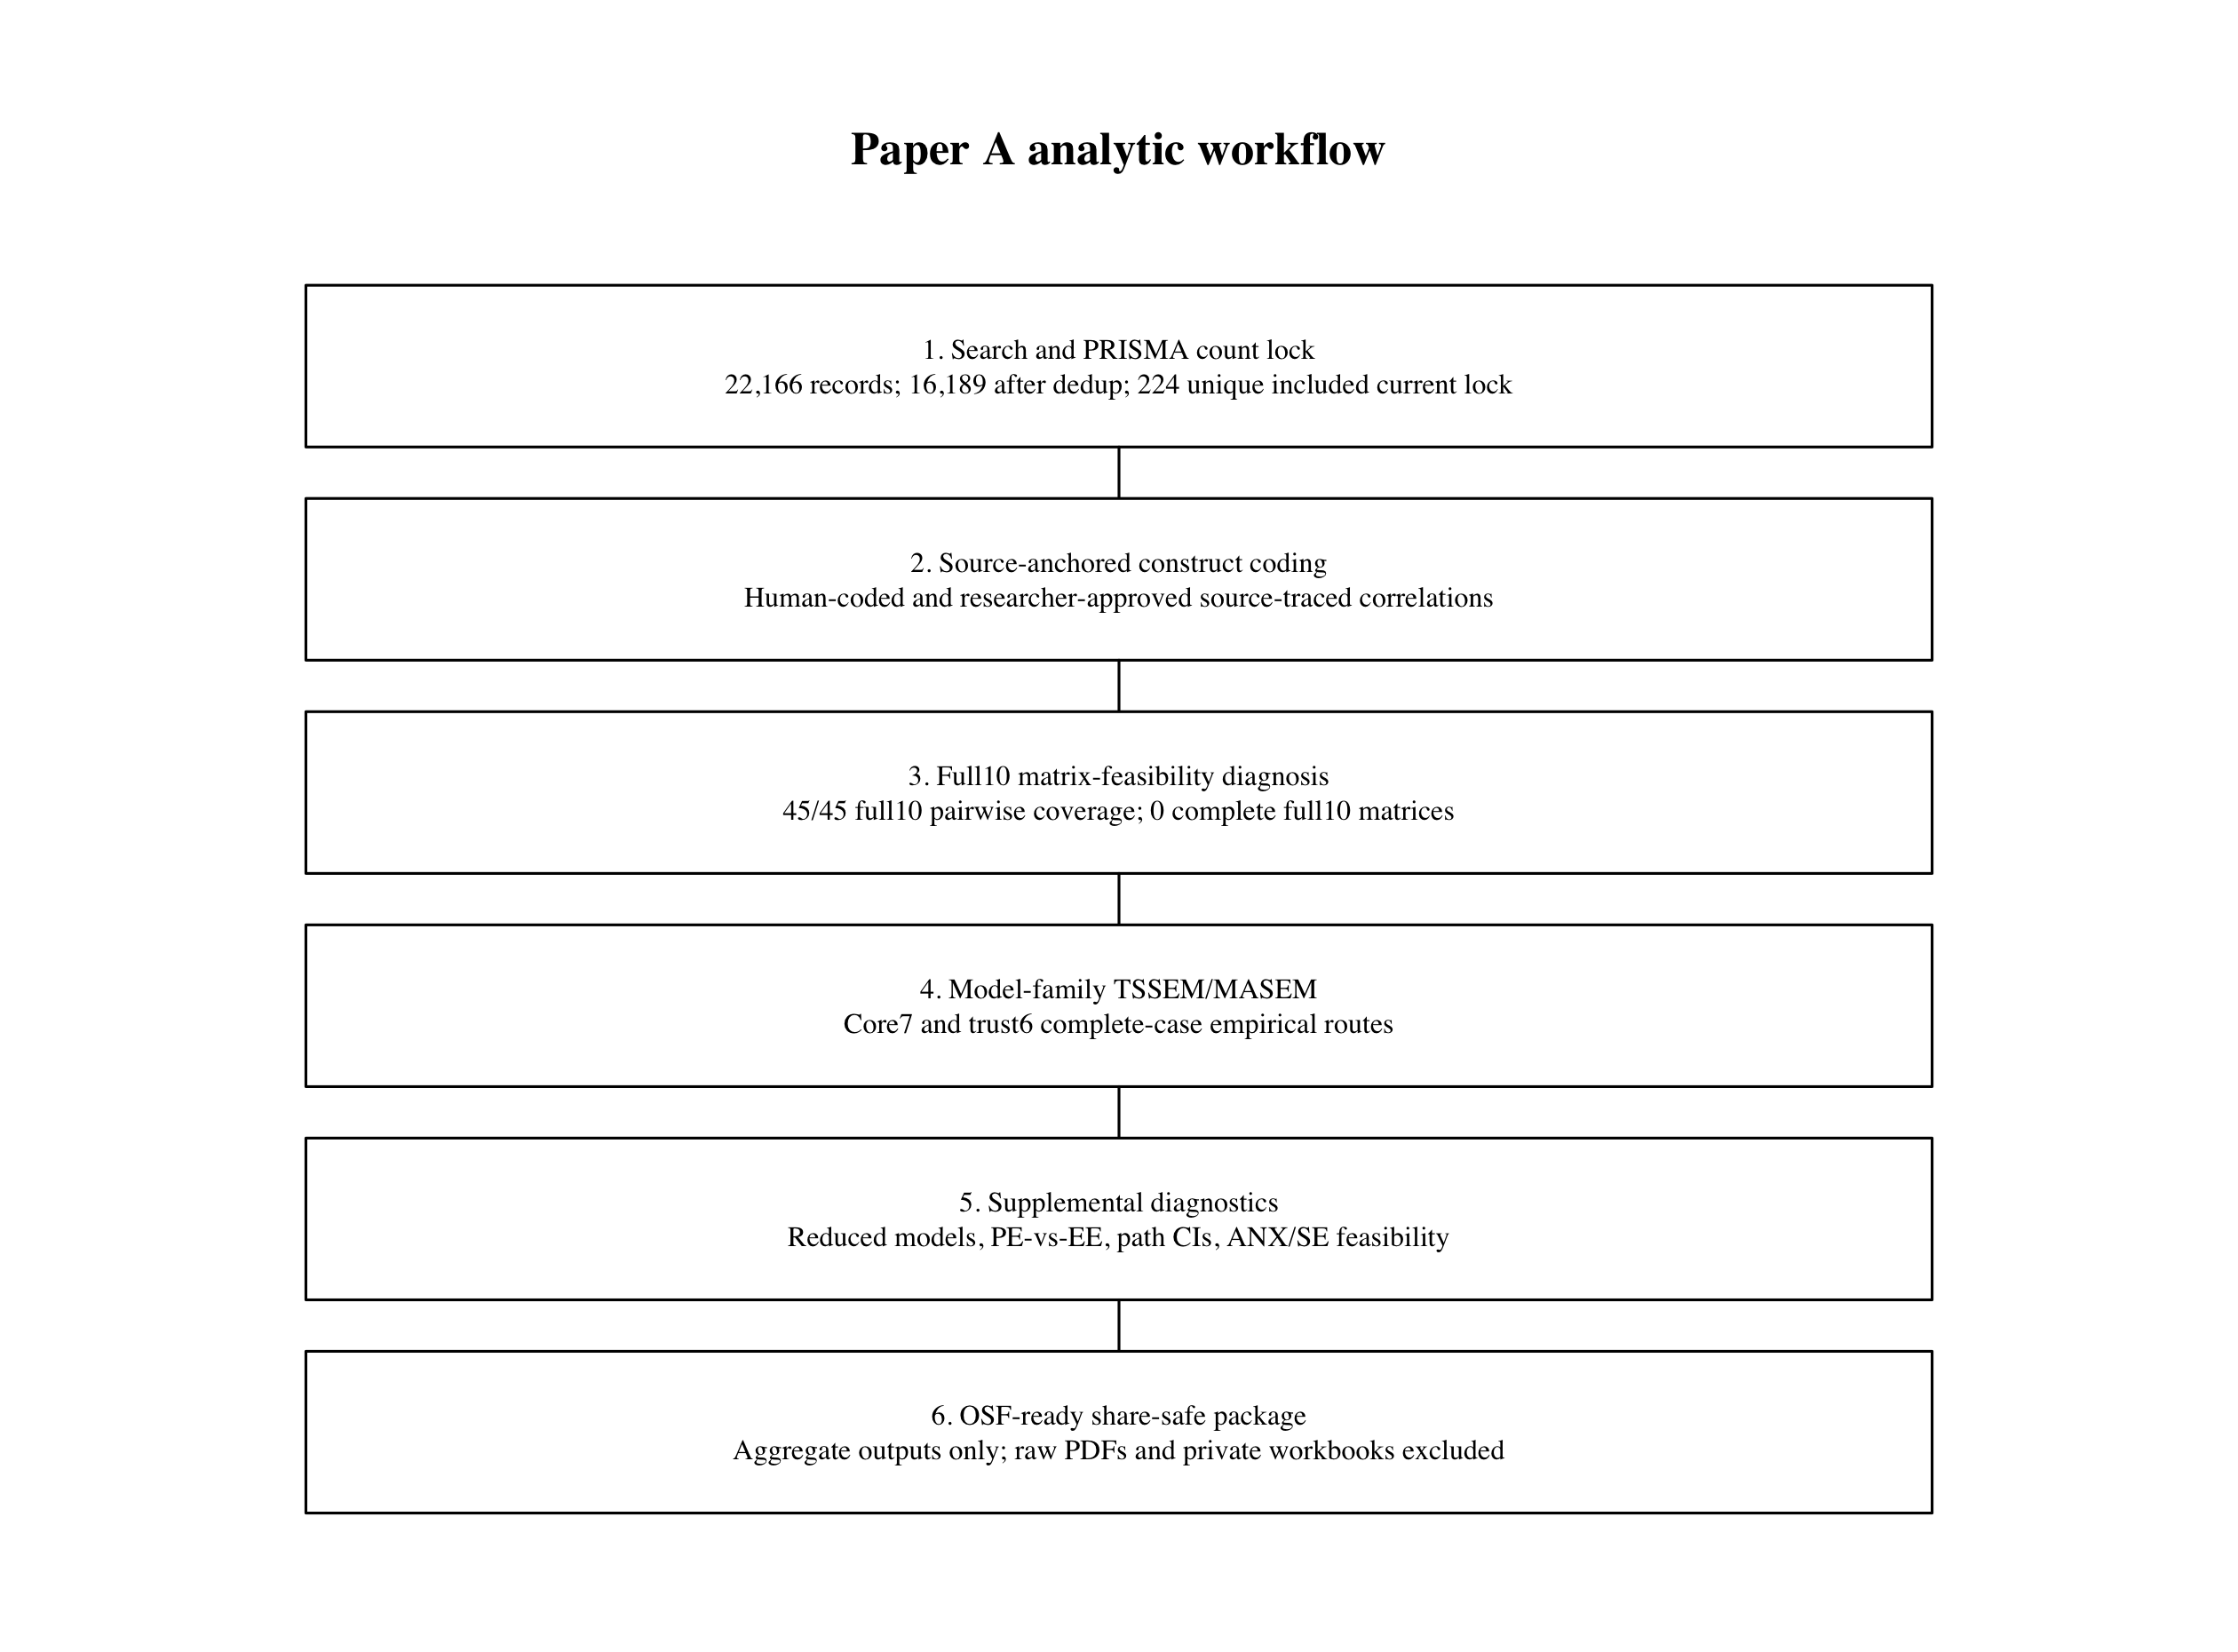 Paper A analytic workflow
1. Search and PRISMA count lock
22,166 records; 16,189 after dedup; 224 unique included current lock
2. Source-anchored construct coding
Human-coded and researcher-approved source-traced correlations
3. Full10 matrix-feasibility diagnosis
45/45 full10 pairwise coverage; 0 complete full10 matrices
4. Model-family TSSEM/MASEM
Core7 and trust6 complete-case empirical routes
5. Supplemental diagnostics
Reduced models, PE-vs-EE, path CIs, ANX/SE feasibility
6. OSF-ready share-safe package
Aggregate outputs only; raw PDFs and private workbooks excluded